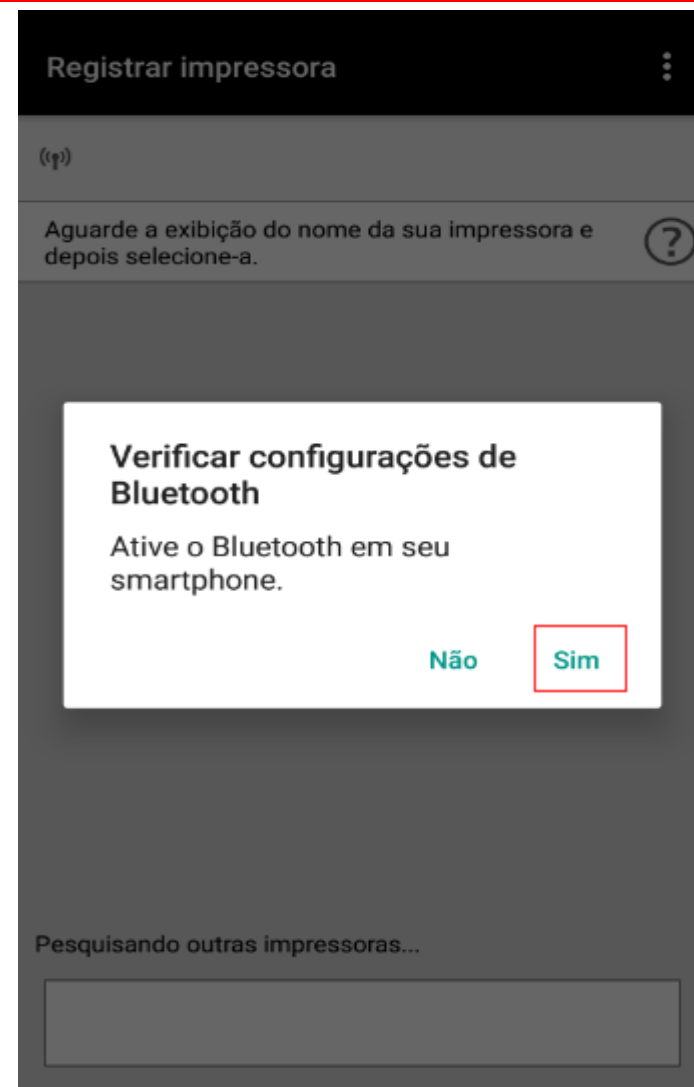 Registrar impressora
Aguarde a exibição do nome da sua impressora e
depois selecione-a.
?
Verificar configurações de
Bluetooth
Ative o Bluetooth em seu
smartphone.
Não Sim
Pesquisando outras impressoras...